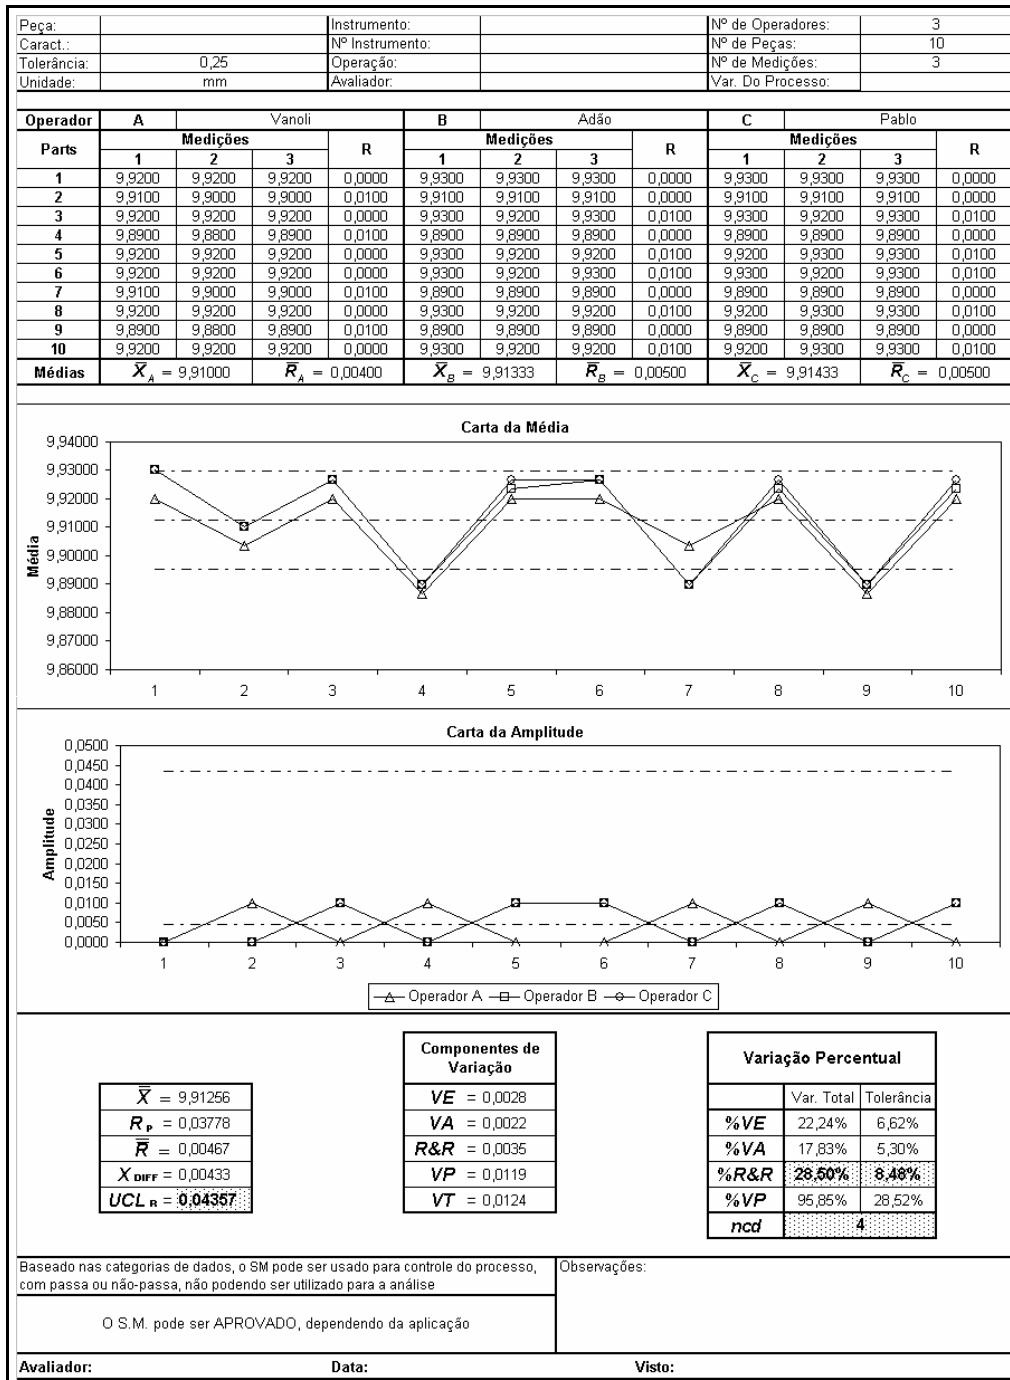 Peça: Instrumento: Nº de Operadores: 3
Caract.: Nº Instrumento: Nº de Peças: 10
Tolerância: 0,25 Operação: Nº de Medições: 3
Unidade: mm Avaliador: Var. Do Processo:
Operador A Vanoli B Adão C Pablo
Parts Medições R Medições R Medições R
1 2 3 1 2 3 1 2 3
1 9,9200 9,9200 9,9200 0,0000 9,9300 9,9300 9,9300 0,0000 9,9300 9,9300 9,9300 0,0000
2 9,9100 9,9000 9,9000 0,0100 9,9100 9,9100 9,9100 0,0000 9,9100 9,9100 9,9100 0,0000
3 9,9200 9,9200 9,9200 0,0000 9,9300 9,9200 9,9300 0,0100 9,9300 9,9200 9,9300 0,0100
4 9,8900 9,8800 9,8900 0,0100 9,8900 9,8900 9,8900 0,0000 9,8900 9,8900 9,8900 0,0000
5 9,9200 9,9200 9,9200 0,0000 9,9300 9,9200 9,9200 0,0100 9,9200 9,9300 9,9300 0,0100
6 9,9200 9,9200 9,9200 0,0000 9,9300 9,9200 9,9300 0,0100 9,9300 9,9200 9,9300 0,0100
7 9,9100 9,9000 9,9000 0,0100 9,8900 9,8900 9,8900 0,0000 9,8900 9,8900 9,8900 0,0000
8 9,9200 9,9200 9,9200 0,0000 9,9300 9,9200 9,9200 0,0100 9,9200 9,9300 9,9300 0,0100
9 9,8900 9,8800 9,8900 0,0100 9,8900 9,8900 9,8900 0,0000 9,8900 9,8900 9,8900 0,0000
10 9,9200 9,9200 9,9200 0,0000 9,9300 9,9200 9,9200 0,0100 9,9200 9,9300 9,9300 0,0100
Médias X̅A = 9,91000 R̅A = 0,00400 X̅B = 9,91333 R̅B = 0,00500 X̅C = 9,91433 R̅C = 0,00500
Carta da Média
Média
9,94000
9,93000
9,92000
9,91000
9,90000
9,89000
9,88000
9,87000
9,86000
1 2 3 4 5 6 7 8 9 10
Carta da Amplitude
Amplitude
0,0500
0,0450
0,0400
0,0350
0,0300
0,0250
0,0200
0,0150
0,0100
0,0050
0,0000
1 2 3 4 5 6 7 8 9 10
Operador A Operador B Operador C
X̿ = 9,91256
RP = 0,03778
R̿ = 0,00467
XDIFF = 0,00433
UCLR = 0,04357
Componentes de
Variação
VE = 0,0028
VA = 0,0022
R&R = 0,0035
VP = 0,0119
VT = 0,0124
Variação Percentual
Var. Total Tolerância
%VE 22,24% 6,62%
%VA 17,83% 5,30%
%R&R 28,50% 8,48%
%VP 95,85% 28,52%
ncd 4
Baseado nas categorias de dados, o SM pode ser usado para controle do processo,
com passa ou não-passa, não podendo ser utilizado para a análise
Observações:
O S.M. pode ser APROVADO, dependendo da aplicação
Avaliador: Data: Visto: